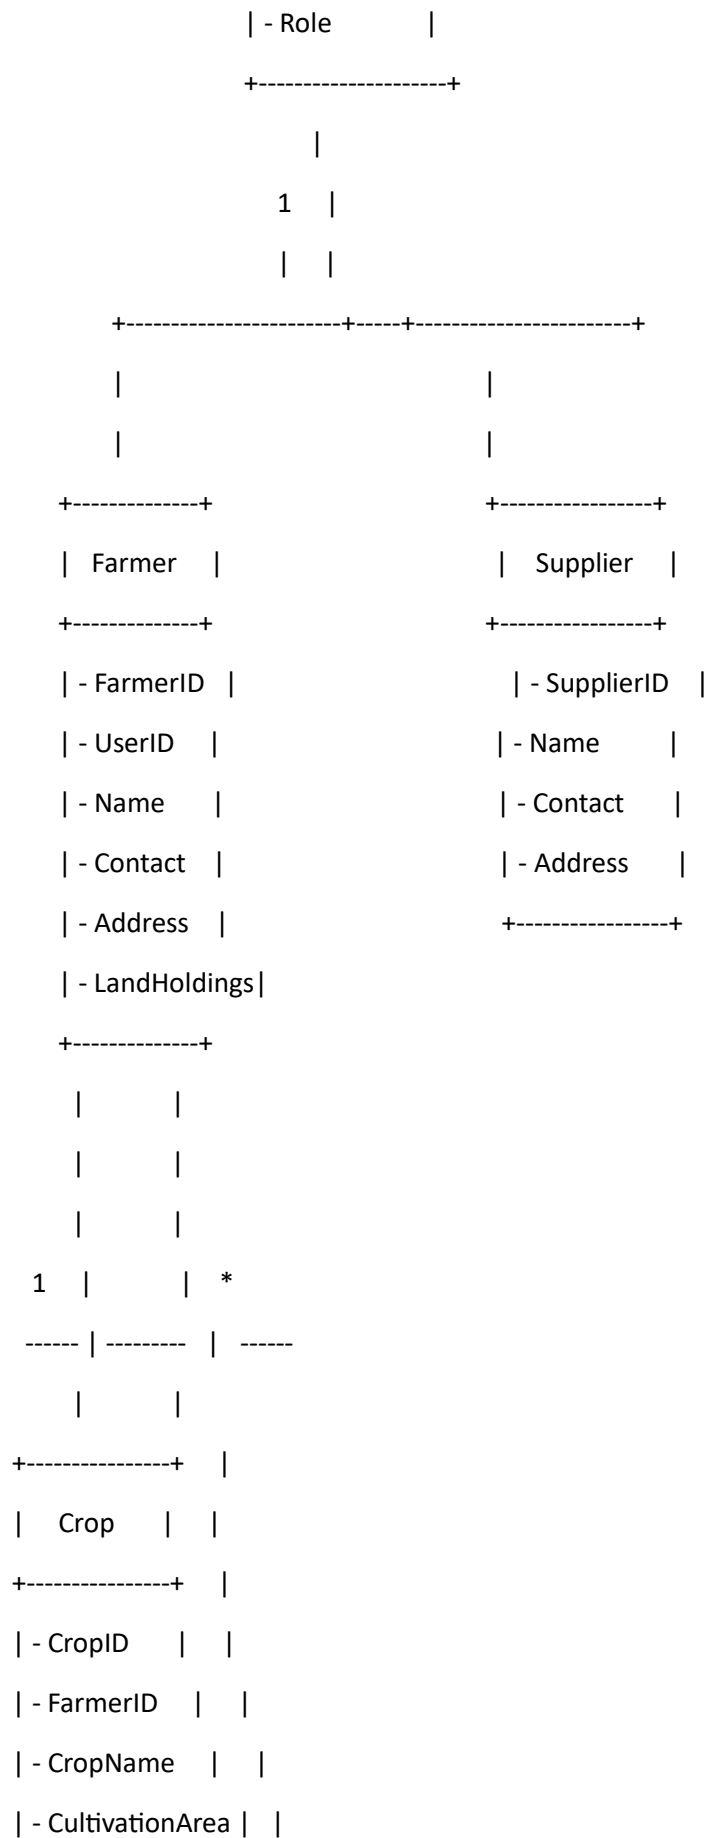 | - Role |
+----------------------+
|
1 |
| |
+------------------------+-----+------------------------+
| |
| |
+--------------+ +-----------------+
| Farmer | | Supplier |
+--------------+ +-----------------+
| - FarmerID | | - SupplierID |
| - UserID | | - Name |
| - Name | | - Contact |
| - Contact | | - Address |
| - Address | +-----------------+
| - LandHoldings|
+--------------+
| |
| |
| |
1 | | *
------ | --------- | ------
| |
+----------------+ |
| Crop | |
+----------------+ |
| - CropID | |
| - FarmerID | |
| - CropName | |
| - CultivationArea | |